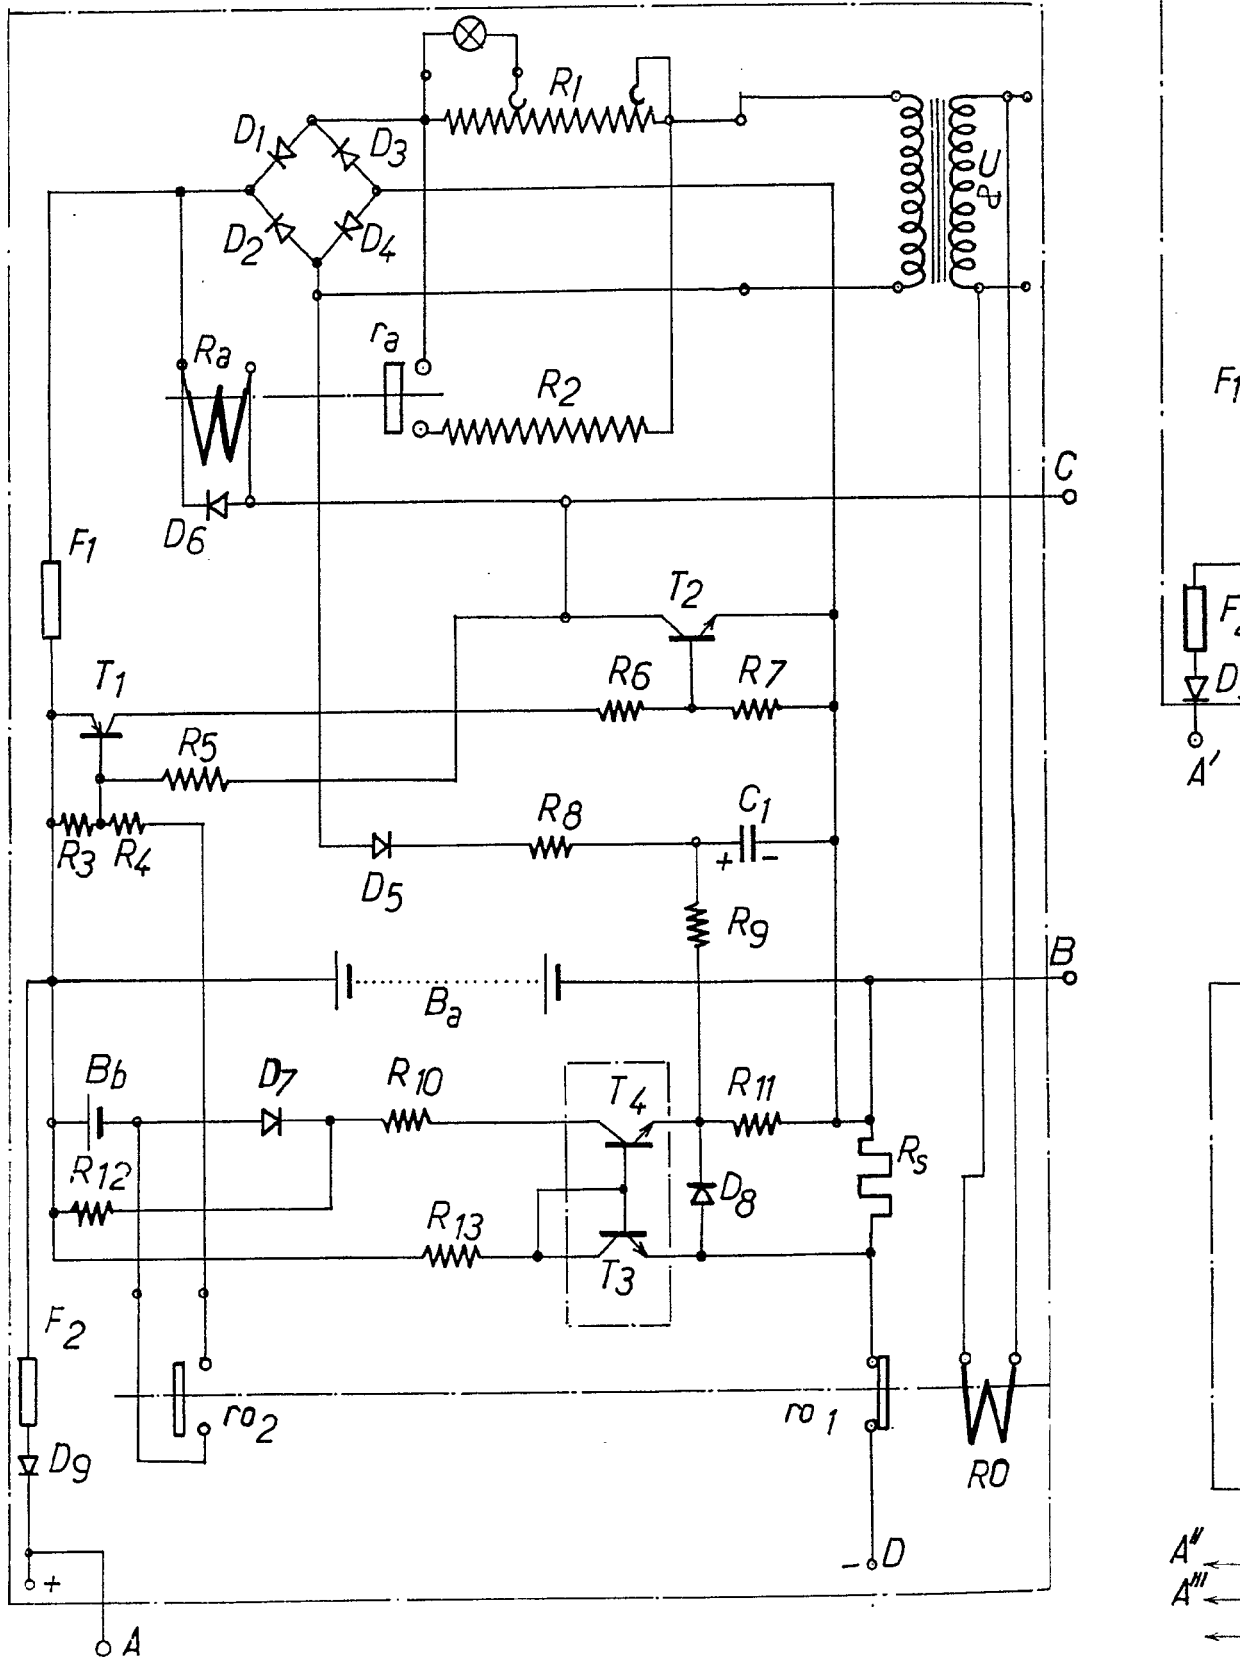 R1
D1
D3
U
D2
D4
Ra
ra
R2
F1
C
D6
F1
T2
T1
R6
R7
F2
D
R5
A'
R8
C1
R3
R4
+
-
D5
R9
B
Ba
Bb
D7
R10
T4
R11
R12
Rs
D8
R13
T3
F2
ro2
ro1
D9
RO
- D
A"
A'''
+
A